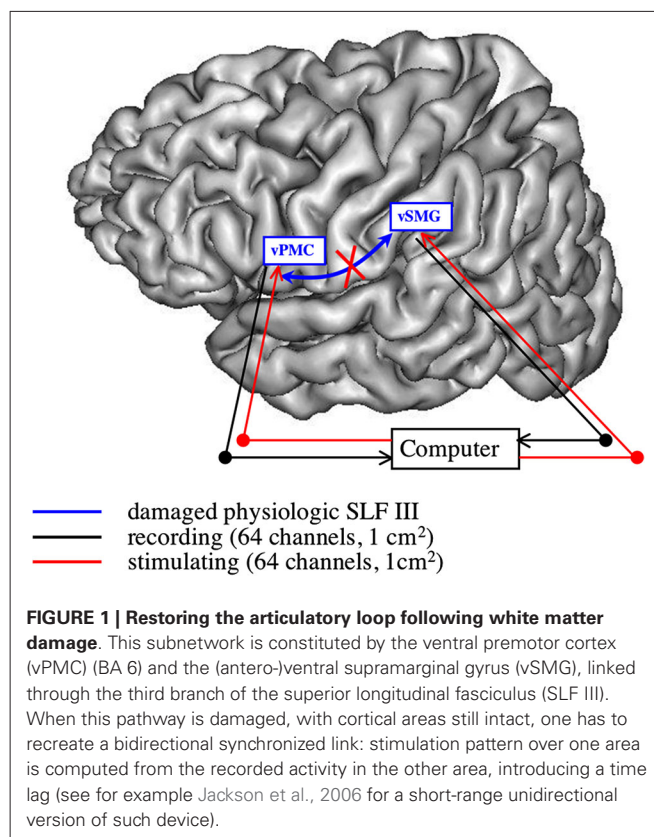 vSMG
vPMC
Computer
damaged physiologic SLF III
recording (64 channels, 1 cm²)
stimulating (64 channels, 1cm²)
FIGURE 1 | Restoring the articulatory loop following white matter
damage. This subnetwork is constituted by the ventral premotor cortex
(vPMC) (BA 6) and the (antero-)ventral supramarginal gyrus (vSMG), linked
through the third branch of the superior longitudinal fasciculus (SLF III).
When this pathway is damaged, with cortical areas still intact, one has to
recreate a bidirectional synchronized link: stimulation pattern over one area
is computed from the recorded activity in the other area, introducing a time
lag (see for example Jackson et al., 2006 for a short-range unidirectional
version of such device).